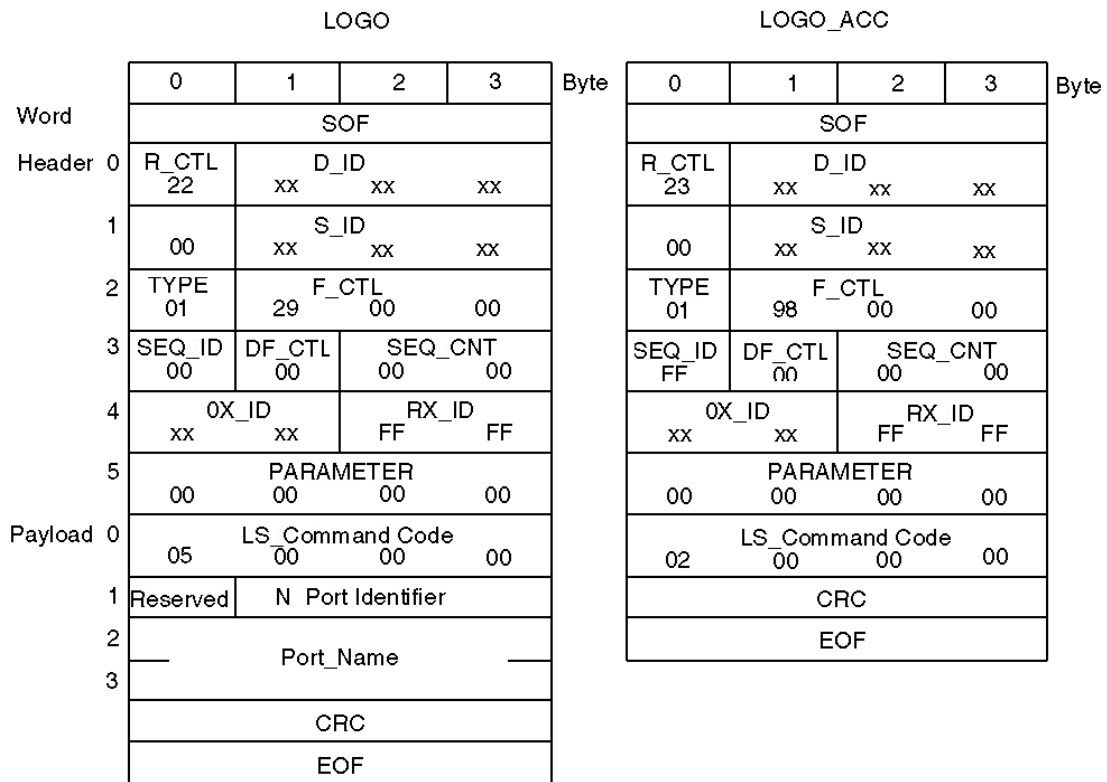 LOGO LOGO_ACC
0 1 2 3 Byte 0 1 2 3 Byte
Word SOF SOF
Header 0 R_CTL D_ID R_CTL D_ID
22 xx xx xx 23 xx xx xx
1 S_ID S_ID
00 xx xx xx 00 xx xx xx
2 TYPE F_CTL TYPE F_CTL
01 29 00 00 01 98 00 00
3 SEQ_ID DF_CTL SEQ_CNT SEQ_ID DF_CTL SEQ_CNT
00 00 00 00 FF 00 00 00
4 0X_ID RX_ID 0X_ID RX_ID
xx xx FF FF xx xx FF FF
5 PARAMETER PARAMETER
00 00 00 00 00 00 00 00
Payload 0 LS_Command Code LS_Command Code
05 00 00 00 02 00 00 00
1 Reserved N Port Identifier CRC
2 EOF
Port_Name
3
CRC
EOF